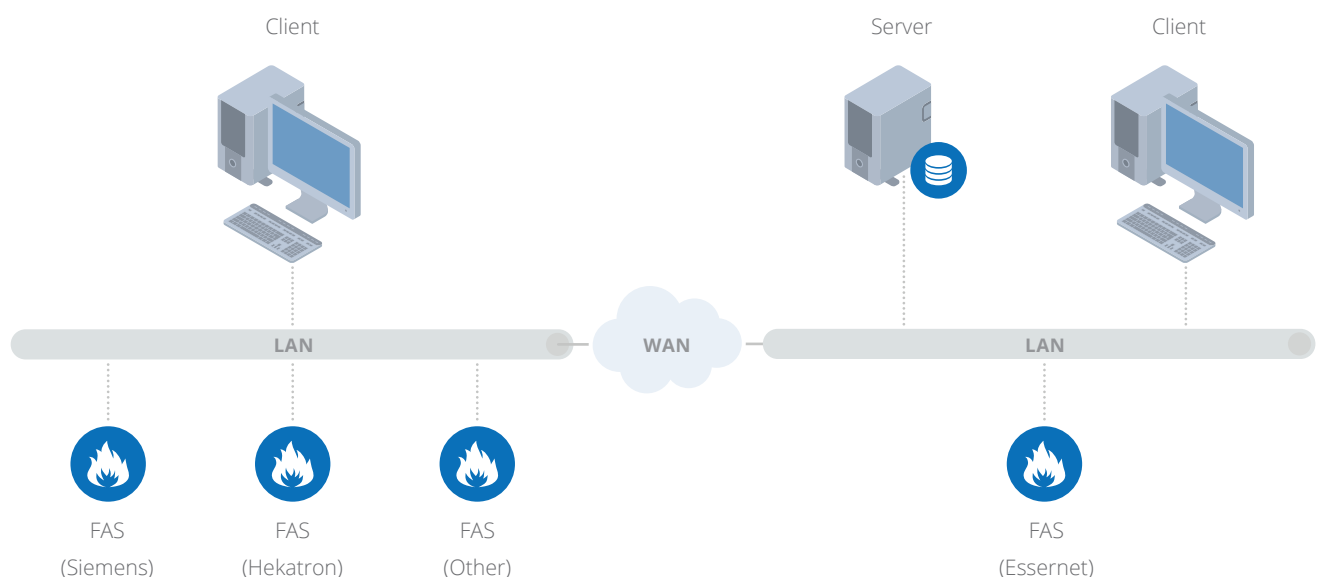 Client
Server
Client
LAN
WAN
LAN
FAS
(Siemens)
FAS
(Hekatron)
FAS
(Other)
FAS
(Essernet)